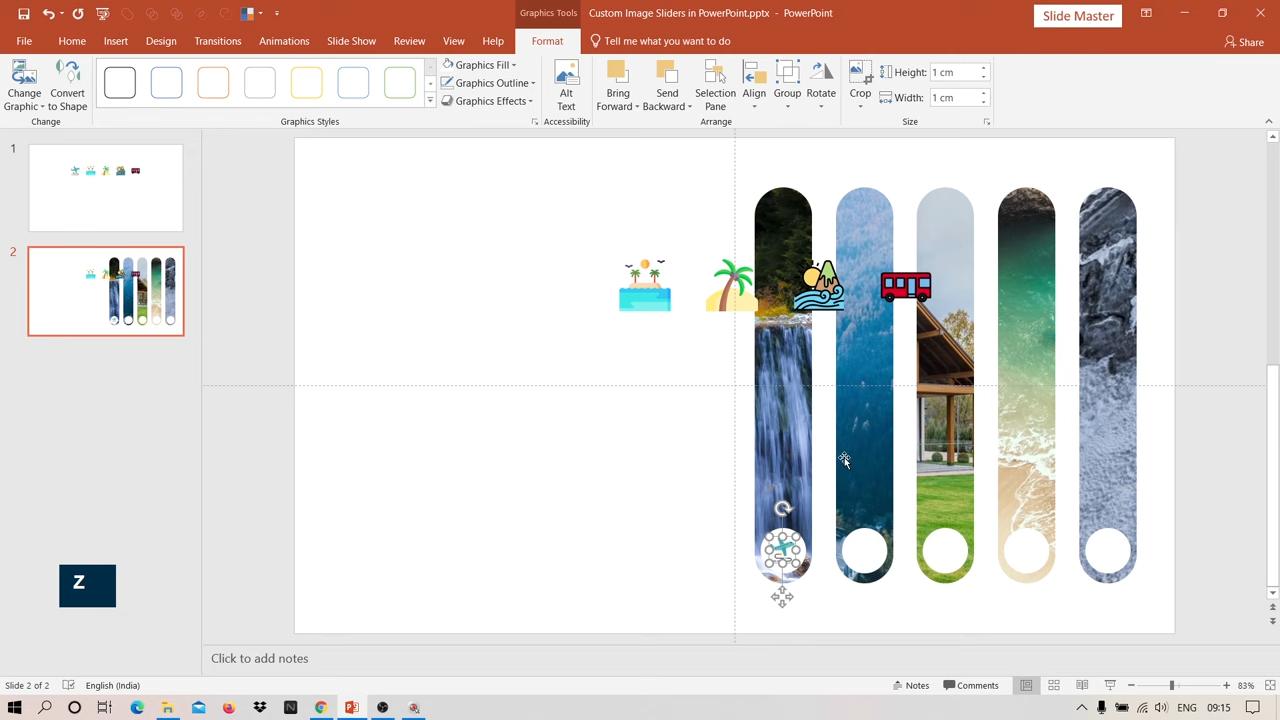 Graphics Tools
Custom Image Sliders in PowerPoint.pptx - PowerPoint
Slide Master
File Home Insert Design Transitions Animations Slide Show Review View Help Format Tell me what you want to do Share
Change Graphic
Convert to Shape
Graphics Fill
Graphics Outline
Graphics Effects
Alt Text
Bring Forward
Send Backward
Selection Pane
Align
Group
Rotate
Crop
Height: 1 cm
Width: 1 cm
Change
Graphics Styles
Accessibility
Arrange
Size
1
2
Z
Click to add notes
Slide 2 of 2
English (India)
Notes
Comments
83%
ENG
09:15